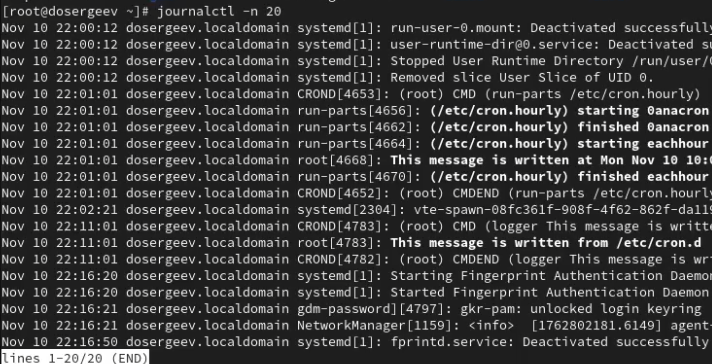 [root@dosergeev ~]# journalctl -n 20
Nov 10 22:00:12 dosergeev.localdomain systemd[1]: run-user-0.mount: Deactivated successfully
Nov 10 22:00:12 dosergeev.localdomain systemd[1]: user-runtime-dir@0.service: Deactivated su
Nov 10 22:00:12 dosergeev.localdomain systemd[1]: Stopped User Runtime Directory /run/user/
Nov 10 22:00:12 dosergeev.localdomain systemd[1]: Removed slice User Slice of UID 0.
Nov 10 22:01:01 dosergeev.localdomain CROND[4653]: (root) CMD (run-parts /etc/cron.hourly)
Nov 10 22:01:01 dosergeev.localdomain run-parts[4656]: (/etc/cron.hourly) starting 0anacron
Nov 10 22:01:01 dosergeev.localdomain run-parts[4662]: (/etc/cron.hourly) finished 0anacron
Nov 10 22:01:01 dosergeev.localdomain run-parts[4664]: (/etc/cron.hourly) starting eachhour
Nov 10 22:01:01 dosergeev.localdomain root[4668]: This message is written at Mon Nov 10 10:
Nov 10 22:01:01 dosergeev.localdomain run-parts[4670]: (/etc/cron.hourly) finished eachhour
Nov 10 22:01:01 dosergeev.localdomain CROND[4652]: (root) CMDEND (run-parts /etc/cron.hourly
Nov 10 22:02:21 dosergeev.localdomain systemd[2304]: vte-spawn-08fc361f-908f-4f62-862f-da119
Nov 10 22:11:01 dosergeev.localdomain CROND[4783]: (root) CMD (logger This message is writte
Nov 10 22:11:01 dosergeev.localdomain root[4783]: This message is written from /etc/cron.d
Nov 10 22:11:01 dosergeev.localdomain CROND[4782]: (root) CMDEND (logger This message is wri
Nov 10 22:16:20 dosergeev.localdomain systemd[1]: Starting Fingerprint Authentication Daemon
Nov 10 22:16:20 dosergeev.localdomain systemd[1]: Started Fingerprint Authentication Daemon
Nov 10 22:16:21 dosergeev.localdomain gdm-password][4797]: gkr-pam: unlocked login keyring
Nov 10 22:16:21 dosergeev.localdomain NetworkManager[1159]: <info>  [1762802181.6149] agent-
Nov 10 22:16:50 dosergeev.localdomain systemd[1]: fprintd.service: Deactivated successfully
lines 1-20/20 (END)